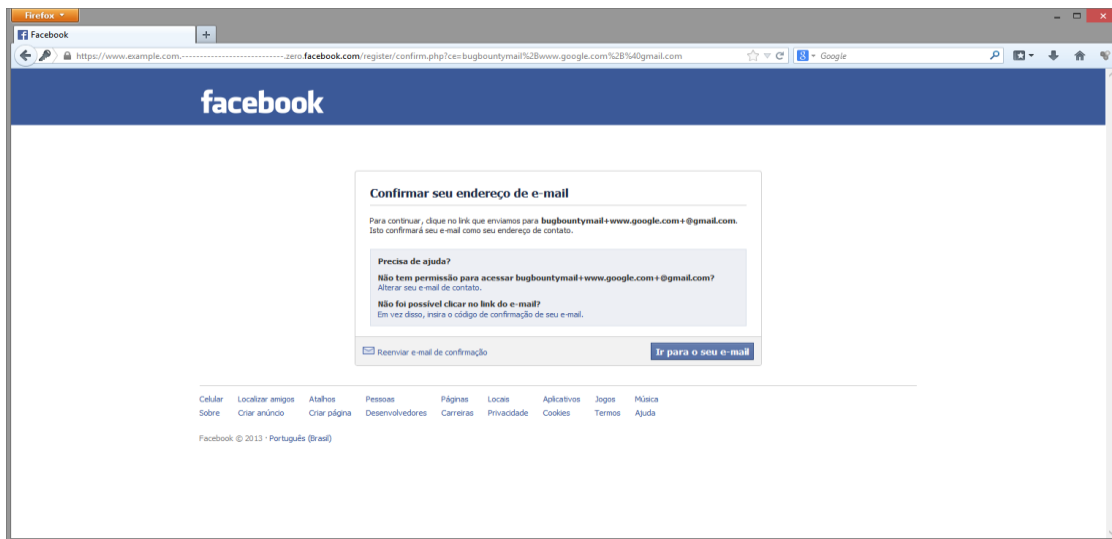 Firefox
Facebook
https://www.example.com.----------------------------.zero.facebook.com/register/confirm.php?ce=bugbountymail%2Bwww.google.com%2B%40gmail.com
Google
facebook
Confirmar seu endereço de e-mail
Para continuar, clique no link que enviamos para bugbountymail+www.google.com+@gmail.com.
Isto confirmará seu e-mail como seu endereço de contato.
Precisa de ajuda?
Não tem permissão para acessar bugbountymail+www.google.com+@gmail.com?
Alterar seu e-mail de contato.
Não foi possível clicar no link do e-mail?
Em vez disso, insira o código de confirmação de seu e-mail.
Reenviar e-mail de confirmação
Ir para o seu e-mail
Celular Localizar amigos Atalhos Pessoas Páginas Locais Aplicativos Jogos Música
Sobre Criar anúncio Criar página Desenvolvedores Carreiras Privacidade Cookies Termos Ajuda
Facebook © 2013 · Português (Brasil)